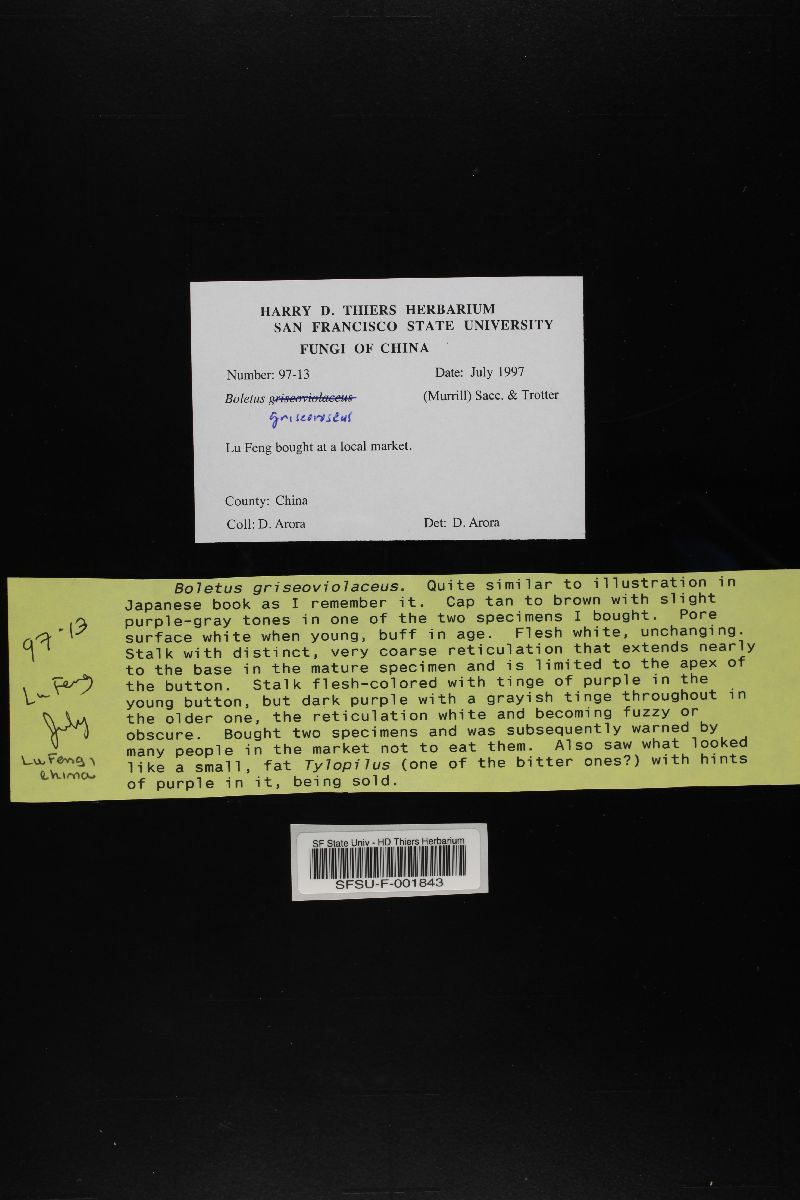 HARRY D. THIERS HERBARIUM
SAN FRANCISCO STATE UNIVERSITY
FUNGI OF CHINA
Number: 97-13 Date: July 1997
Boletus griseoviolaceus (Murrill) Sacc. & Trotter
griseoroseus
Lu Feng bought at a local market.
County: China
Coll: D. Arora Det: D. Arora
97-13
Lu Feng
July
Lu Feng,
China
Boletus griseoviolaceus. Quite similar to illustration in
Japanese book as I remember it. Cap tan to brown with slight
purple-gray tones in one of the two specimens I bought. Pore
surface white when young, buff in age. Flesh white, unchanging.
Stalk with distinct, very coarse reticulation that extends nearly
to the base in the mature specimen and is limited to the apex of
the button. Stalk flesh-colored with tinge of purple in the
young button, but dark purple with a grayish tinge throughout in
the older one, the reticulation white and becoming fuzzy or
obscure. Bought two specimens and was subsequently warned by
many people in the market not to eat them. Also saw what looked
like a small, fat Tylopilus (one of the bitter ones?) with hints
of purple in it, being sold.
SF State Univ - HD Thiers Herbarium
SFSU-F-001843